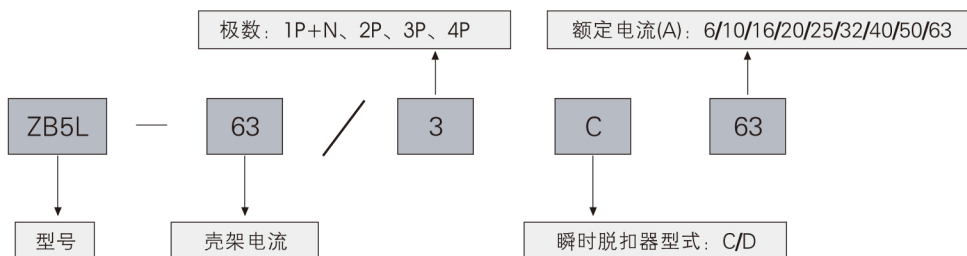 极数：1P+N、2P、3P、4P
额定电流(A)：6/10/16/20/25/32/40/50/63
ZB5L — 63 / 3 C 63
型号
壳架电流
瞬时脱扣器型式：C/D